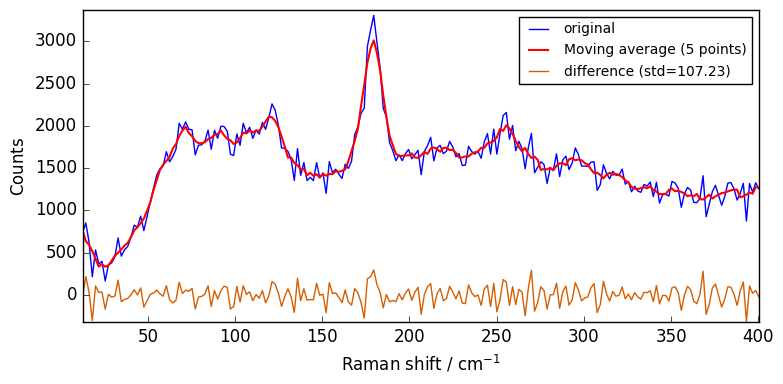 original
Moving average (5 points)
difference (std=107.23)
3000
2500
2000
1500
1000
500
0
Counts
50 100 150 200 250 300 350 400
Raman shift / cm⁻¹